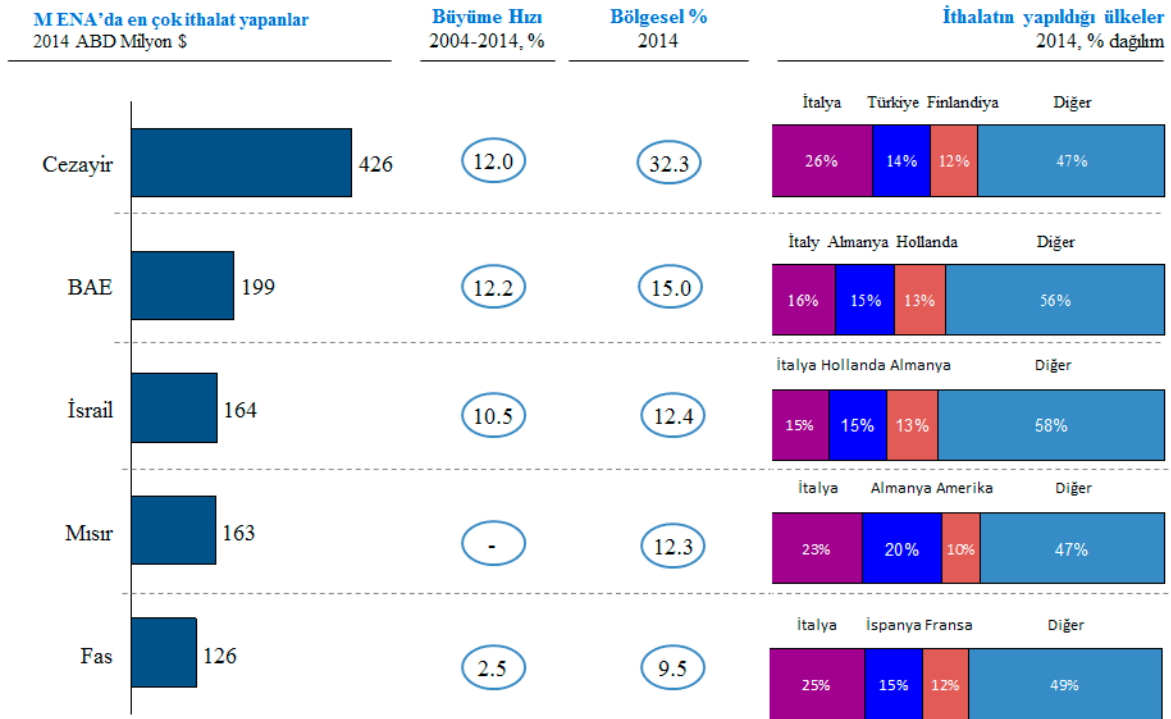 MENA’da en çok ithalat yapanlar
2014 ABD Milyon $
Büyüme Hızı
2004-2014, %
Bölgesel %
2014
İthalatın yapıldığı ülkeler
2014, % dağılım
İtalya Türkiye Finlandiya Diğer
Cezayir 426 12.0 32.3 26% 14% 12% 47%
İtaly Almanya Hollanda Diğer
BAE 199 12.2 15.0 16% 15% 13% 56%
İtalya Hollanda Almanya Diğer
İsrail 164 10.5 12.4 15% 15% 13% 58%
İtalya Almanya Amerika Diğer
Mısır 163 - 12.3 23% 20% 10% 47%
İtalya İspanya Fransa Diğer
Fas 126 2.5 9.5 25% 15% 12% 49%